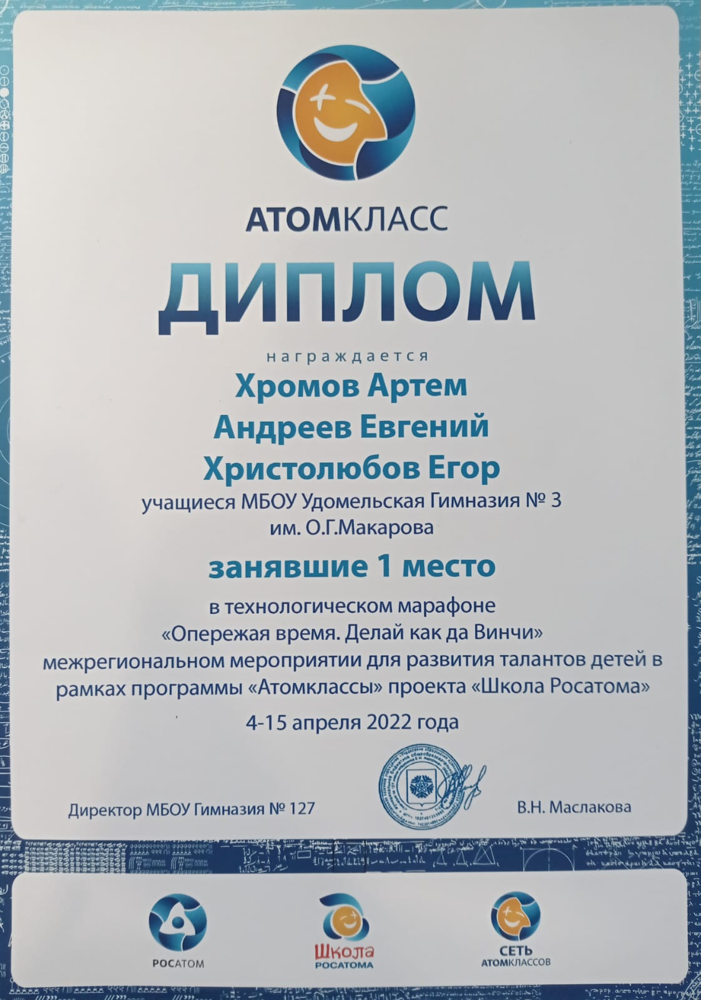 АТОМКЛАСС
ДИПЛОМ
награждается
Хромов Артем
Андреев Евгений
Христолюбов Егор
учащиеся МБОУ Удомельская Гимназия № 3
им. О.Г.Макарова
занявшие 1 место
в технологическом марафоне
«Опережая время. Делай как да Винчи»
межрегиональном мероприятии для развития талантов детей в
рамках программы «Атомклассы» проекта «Школа Росатома»
4-15 апреля 2022 года
Директор МБОУ Гимназия № 127
В.Н. Маслакова
РОСАТОМ
Школа
РОСАТОМА
СЕТЬ
АТОМКЛАССОВ